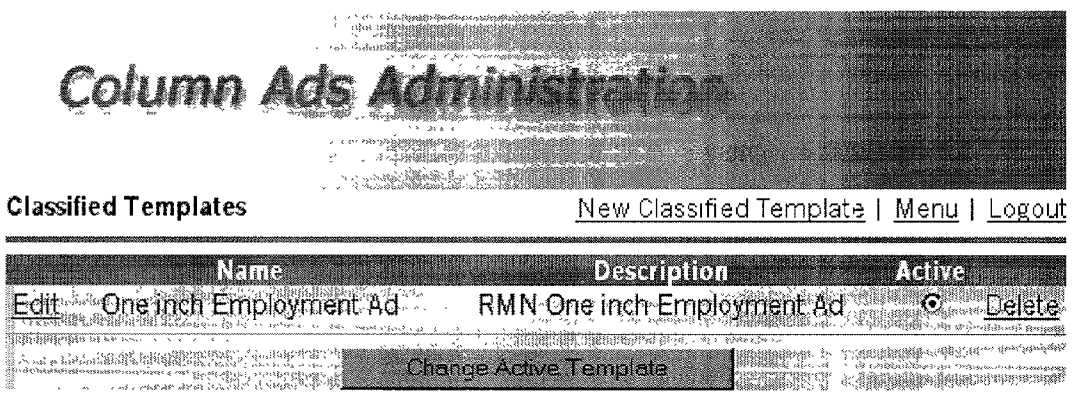 Column Ads Administration
Classified Templates New Classified Template | Menu | Logout
Name Description Active
Edit One inch Employment Ad RMN One inch Employment Ad Delete
Change Active Template